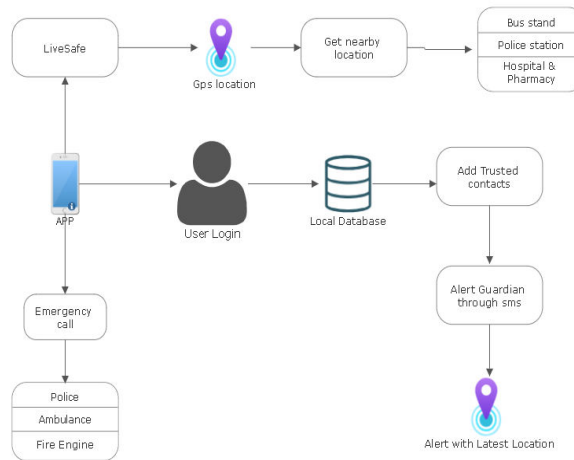 LiveSafe
Gps location
Get nearby
location
Bus stand
Police station
Hospital &
Pharmacy
APP
User Login
Local Database
Add Trusted
contacts
Emergency
call
Alert Guardian
through sms
Police
Ambulance
Fire Engine
Alert with Latest Location